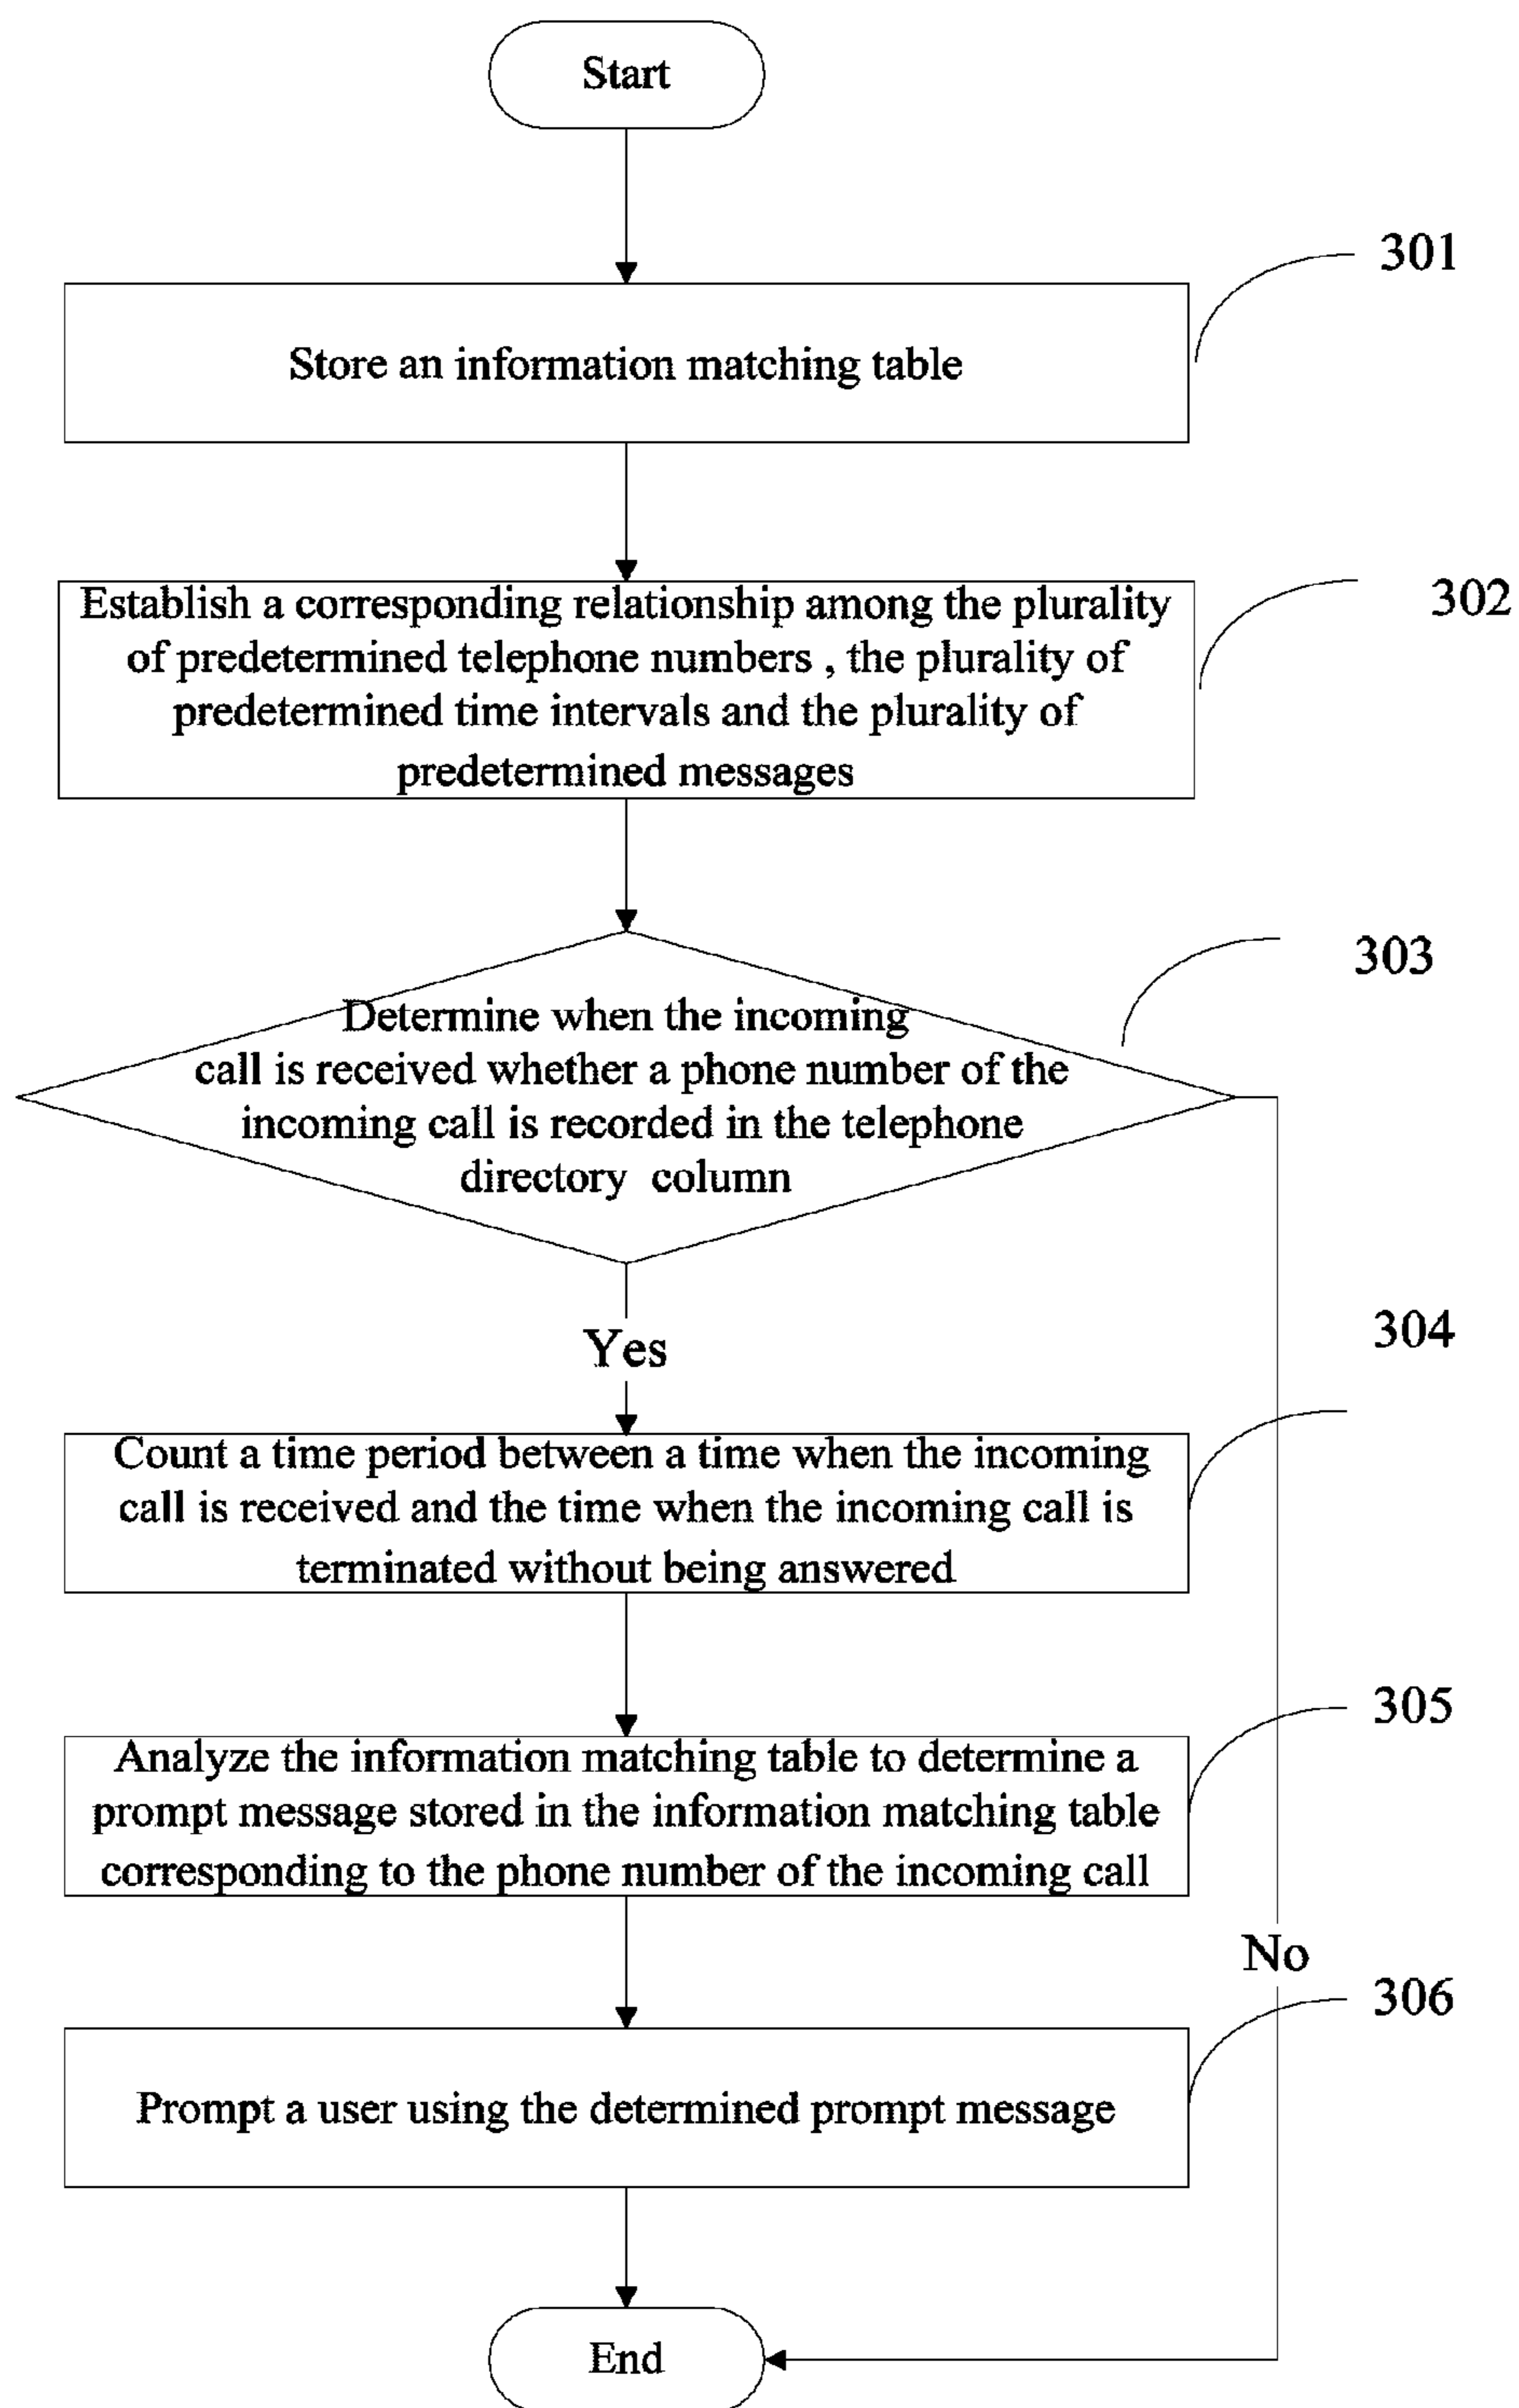 Start
301
Store an information matching table
302
Establish a corresponding relationship among the plurality
of predetermined telephone numbers , the plurality of
predetermined time intervals and the plurality of
predetermined messages
303
Determine when the incoming
call is received whether a phone number of the
incoming call is recorded in the telephone
directory column
Yes
304
Count a time period between a time when the incoming
call is received and the time when the incoming call is
terminated without being answered
305
Analyze the information matching table to determine a
prompt message stored in the information matching table
corresponding to the phone number of the incoming call
No
306
Prompt a user using the determined prompt message
End